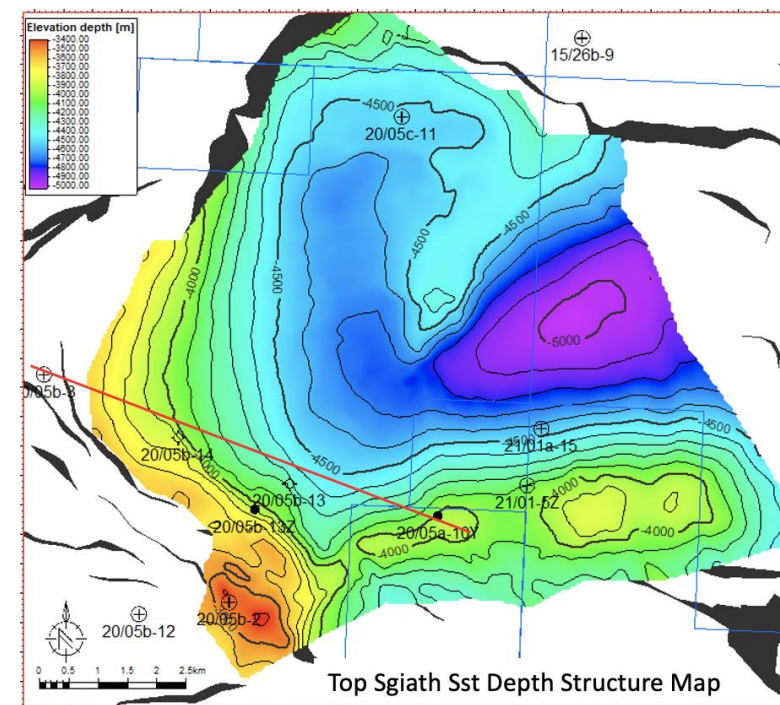 Elevation depth [m]
-3400.00
-3500.00
-3600.00
-3700.00
-3800.00
-3900.00
-4000.00
-4100.00
-4200.00
-4300.00
-4400.00
-4500.00
-4600.00
-4700.00
-4800.00
-4900.00
-5000.00
15/26b-9
-4500
20/05c-11
-4500
-4500
-4000
-4500
-5000
0/05b-3
-4500
-4500
21/01a-15
20/05b-14
-4500
20/05b-13
21/01-5Z
-4000
20/05b-13Z
20/05a-10Y
-4000
-4000
20/05b-2
20/05b-12
N
0 0.5 1 1.5 2 2.5km
Top Sgiath Sst Depth Structure Map